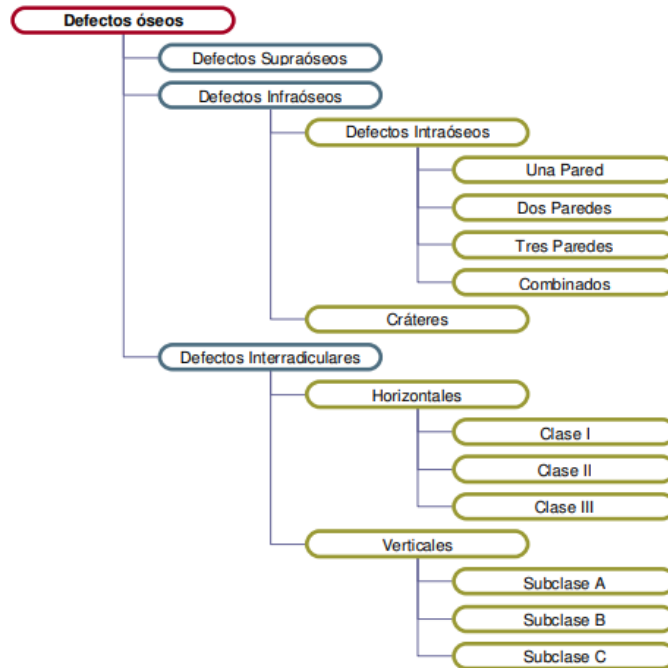 Defectos óseos
Defectos Supraóseos
Defectos Infraóseos
Defectos Intraóseos
Una Pared
Dos Paredes
Tres Paredes
Combinados
Cráteres
Defectos Interradiculares
Horizontales
Clase I
Clase II
Clase III
Verticales
Subclase A
Subclase B
Subclase C